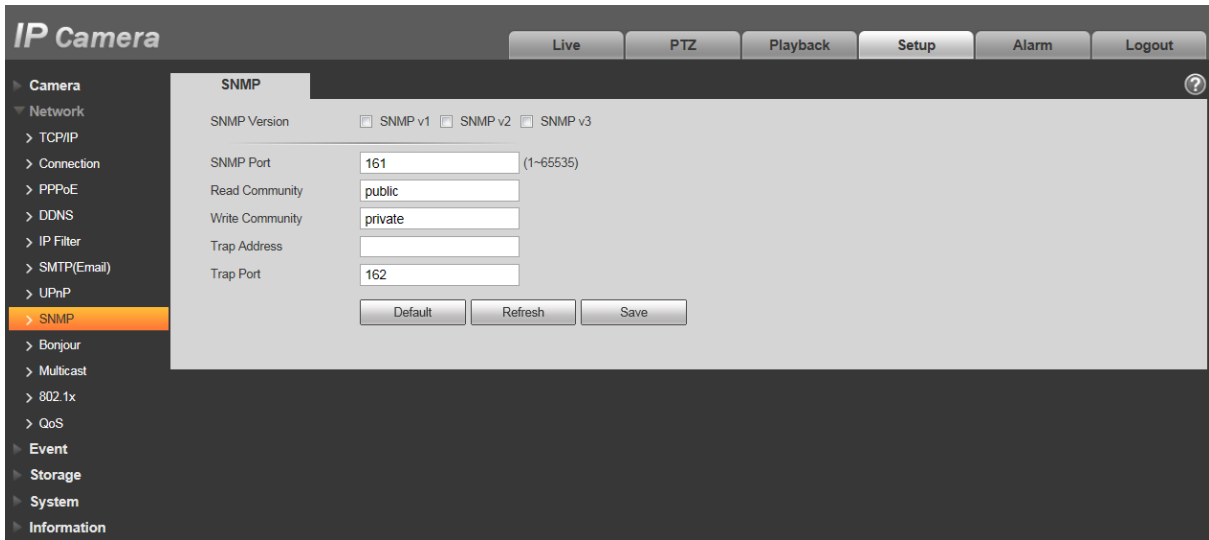 IP Camera
Live PTZ Playback Setup Alarm Logout
Camera
Network
> TCP/IP
> Connection
> PPPoE
> DDNS
> IP Filter
> SMTP(Email)
> UPnP
> SNMP
> Bonjour
> Multicast
> 802.1x
> QoS
Event
Storage
System
Information
SNMP ?
SNMP Version SNMP v1 SNMP v2 SNMP v3
SNMP Port 161 (1~65535)
Read Community public
Write Community private
Trap Address
Trap Port 162
Default Refresh Save